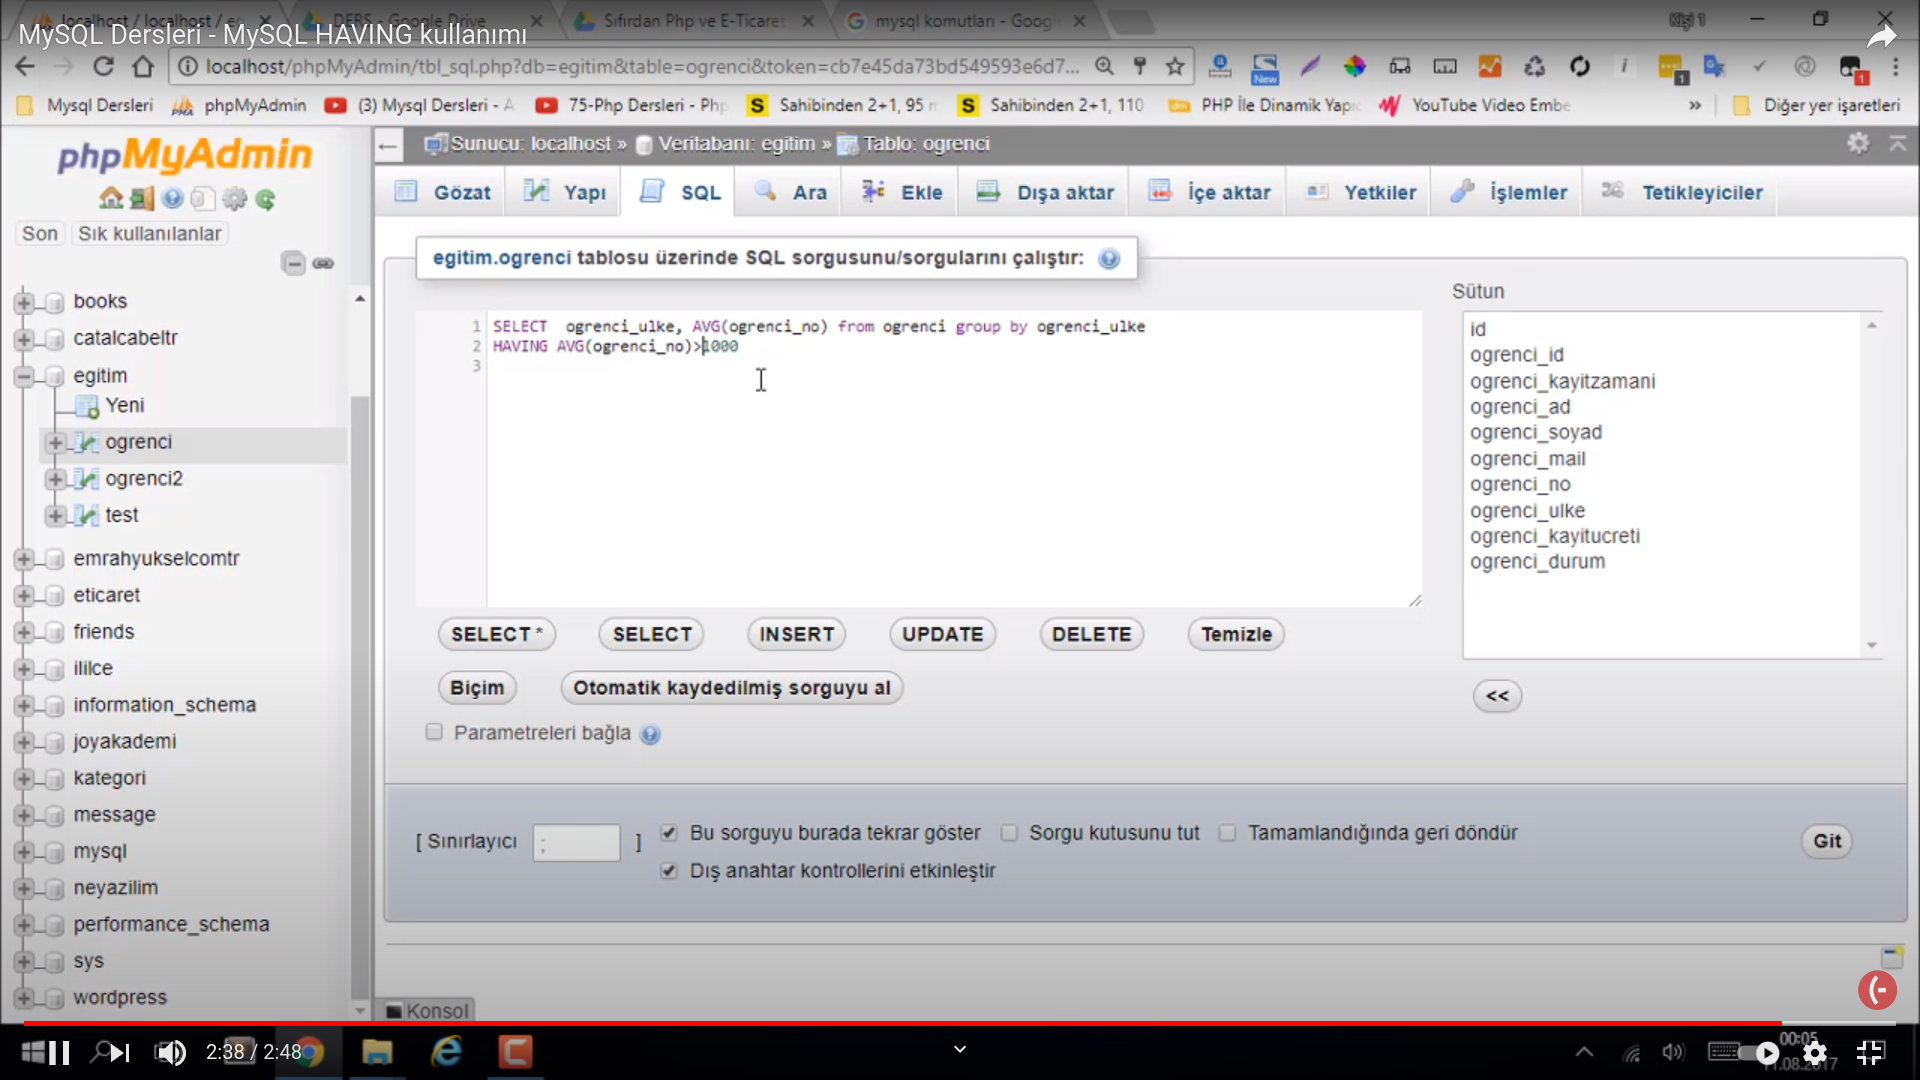 localhost / localhost / eg
DERS - Google Drive
Sıfırdan Php ve E-Ticaret
mysql komutları - Googl
Kişi 1
MySQL Dersleri - MySQL HAVING kullanımı
localhost/phpMyAdmin/tbl_sql.php?db=egitim&table=ogrenci&token=cb7e45da73bd549593e6d7...
New
1
1
Mysql Dersleri
phpMyAdmin
(3) Mysql Dersleri - A
75-Php Dersleri - Php
S Sahibinden 2+1, 95 m
S Sahibinden 2+1, 110
PHP İle Dinamik Yapı
YouTube Video Embe
»
Diğer yer işaretleri
phpMyAdmin
Son
Sık kullanılanlar
books
catalcabeltr
egitim
Yeni
ogrenci
ogrenci2
test
emrahyukselcomtr
eticaret
friends
ililce
information_schema
joyakademi
kategori
message
mysql
neyazilim
performance_schema
sys
wordpress
Sunucu: localhost » Veritabanı: egitim » Tablo: ogrenci
Gözat
Yapı
SQL
Ara
Ekle
Dışa aktar
İçe aktar
Yetkiler
İşlemler
Tetikleyiciler
egitim.ogrenci tablosu üzerinde SQL sorgusunu/sorgularını çalıştır:
1 SELECT  ogrenci_ulke, AVG(ogrenci_no) from ogrenci group by ogrenci_ulke
2 HAVING AVG(ogrenci_no)>1000
3
Sütun
id
ogrenci_id
ogrenci_kayitzamani
ogrenci_ad
ogrenci_soyad
ogrenci_mail
ogrenci_no
ogrenci_ulke
ogrenci_kayitucreti
ogrenci_durum
<<
SELECT *
SELECT
INSERT
UPDATE
DELETE
Temizle
Biçim
Otomatik kaydedilmiş sorguyu al
Parametreleri bağla
[ Sınırlayıcı ; ]
Bu sorguyu burada tekrar göster
Sorgu kutusunu tut
Tamamlandığında geri döndür
Dış anahtar kontrollerini etkinleştir
Git
Konsol
2:38 / 2:48
00:05
11.08.2017